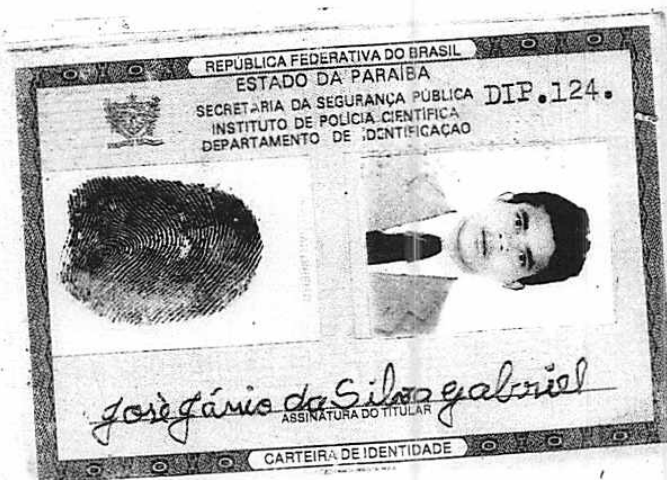 REPÚBLICA FEDERATIVA DO BRASIL
ESTADO DA PARAÍBA
SECRETARIA DA SEGURANÇA PÚBLICA DIP.124.
INSTITUTO DE POLÍCIA CIENTÍFICA
DEPARTAMENTO DE IDENTIFICAÇÃO
José Jánio da Silva gabriel
ASSINATURA DO TITULAR
CARTEIRA DE IDENTIDADE